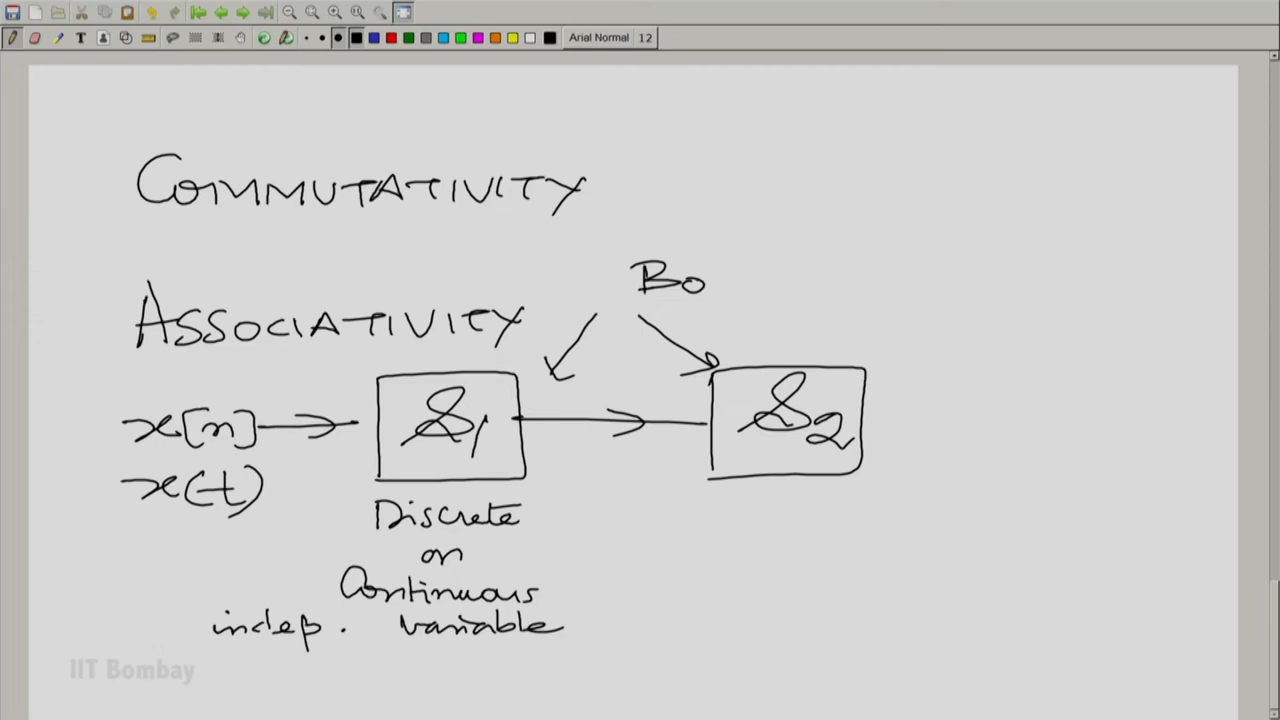 Arial Normal 12
COMMUTATIVITY
Bo
ASSOCIATIVITY
x[n] S1 S2
x(t)
Discrete
or
Continuous
indep. variable
IIT Bombay